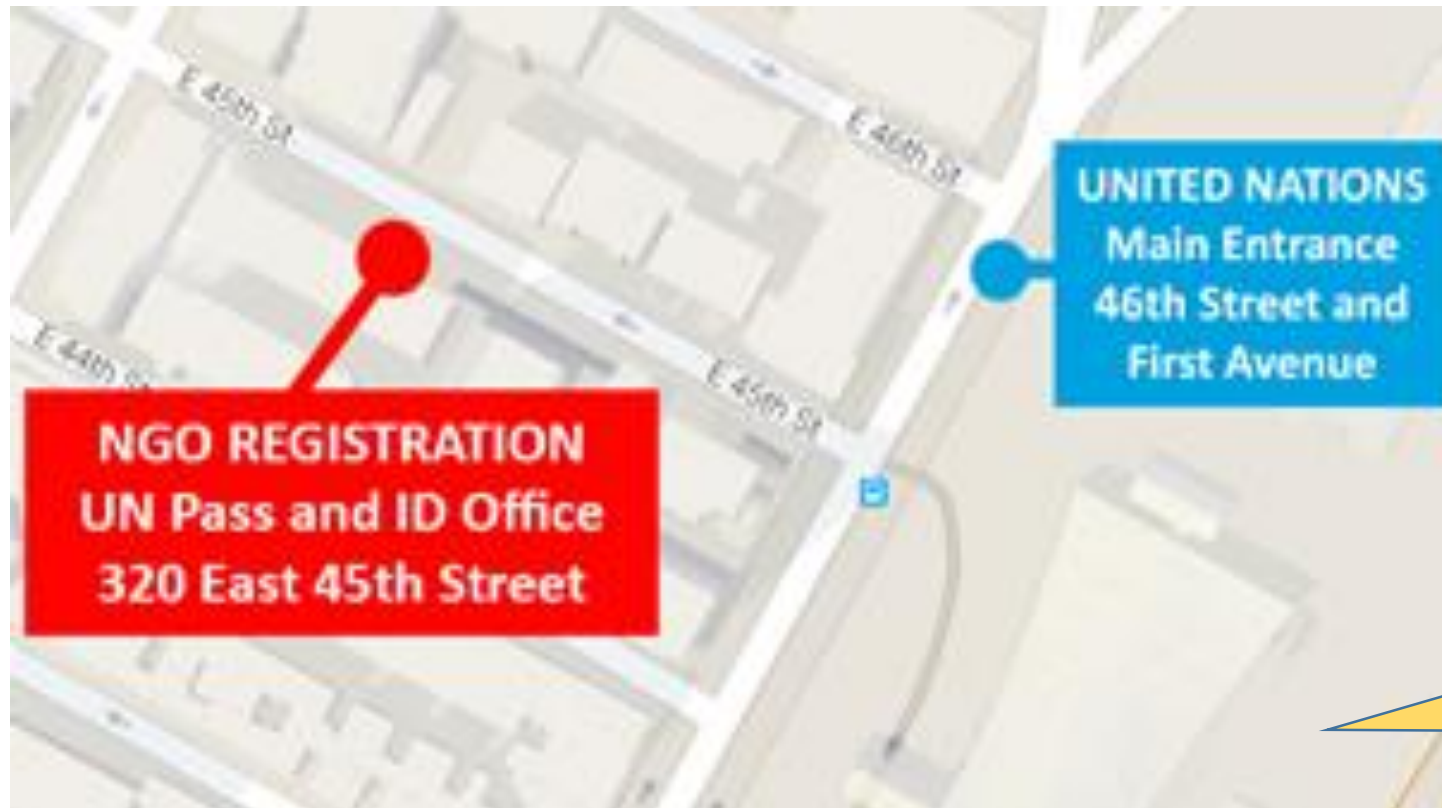 E 45th St
E 46th St
UNITED NATIONS
Main Entrance
46th Street and
First Avenue
E 44th St
E 45th St
NGO REGISTRATION
UN Pass and ID Office
320 East 45th Street